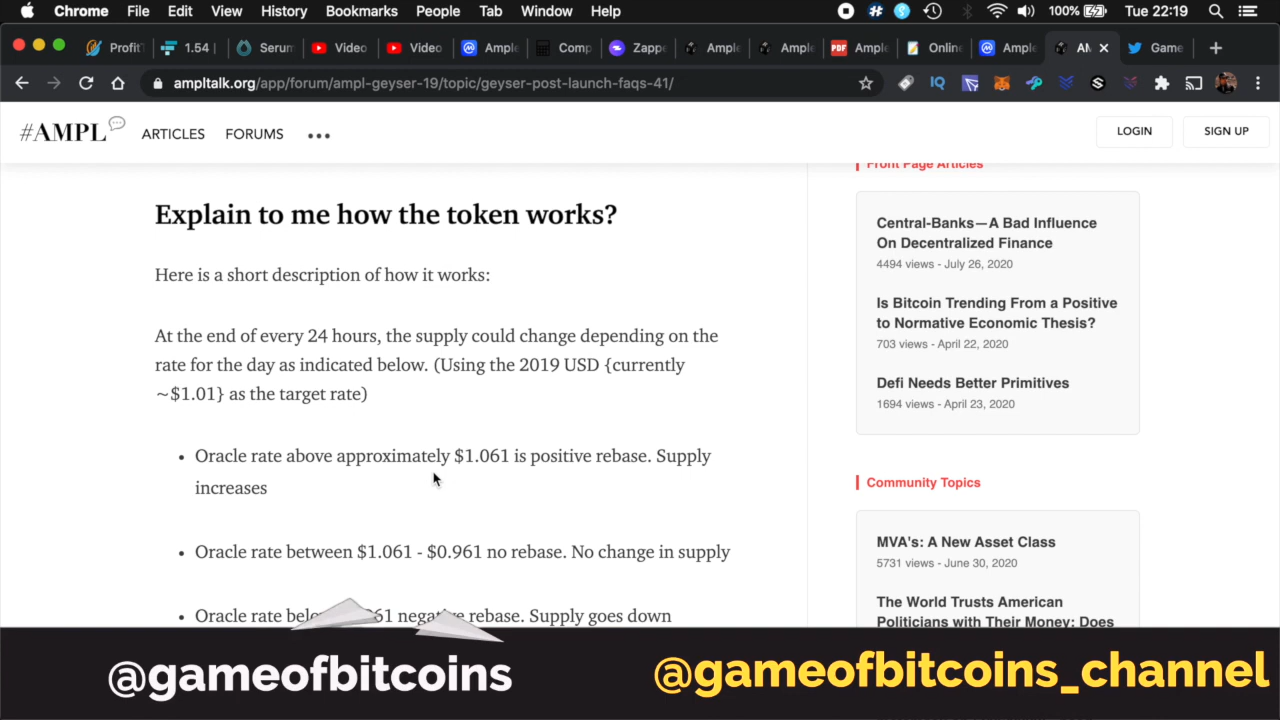 Chrome File Edit View History Bookmarks People Tab Window Help 100% Tue 22:19
Profit 1.54 | Serum Video Video Ample Comp Zappe Ample Ample PDF Ample Online Ample AM Game
ampltalk.org/app/forum/ampl-geyser-19/topic/geyser-post-launch-faqs-41/
#AMPL ARTICLES FORUMS LOGIN SIGN UP
Explain to me how the token works?
Here is a short description of how it works:
At the end of every 24 hours, the supply could change depending on the
rate for the day as indicated below. (Using the 2019 USD {currently
~$1.01} as the target rate)
• Oracle rate above approximately $1.061 is positive rebase. Supply
increases
• Oracle rate between $1.061 - $0.961 no rebase. No change in supply
• Oracle rate 61 negative rebase. Supply goes down
Front Page Articles
Central-Banks—A Bad Influence
On Decentralized Finance
4494 views - July 26, 2020
Is Bitcoin Trending From a Positive
to Normative Economic Thesis?
703 views - April 22, 2020
Defi Needs Better Primitives
1694 views - April 23, 2020
Community Topics
MVA's: A New Asset Class
5731 views - June 30, 2020
The World Trusts American
Politicians with Their Money: Does
@gameofbitcoins
@gameofbitcoins_channel